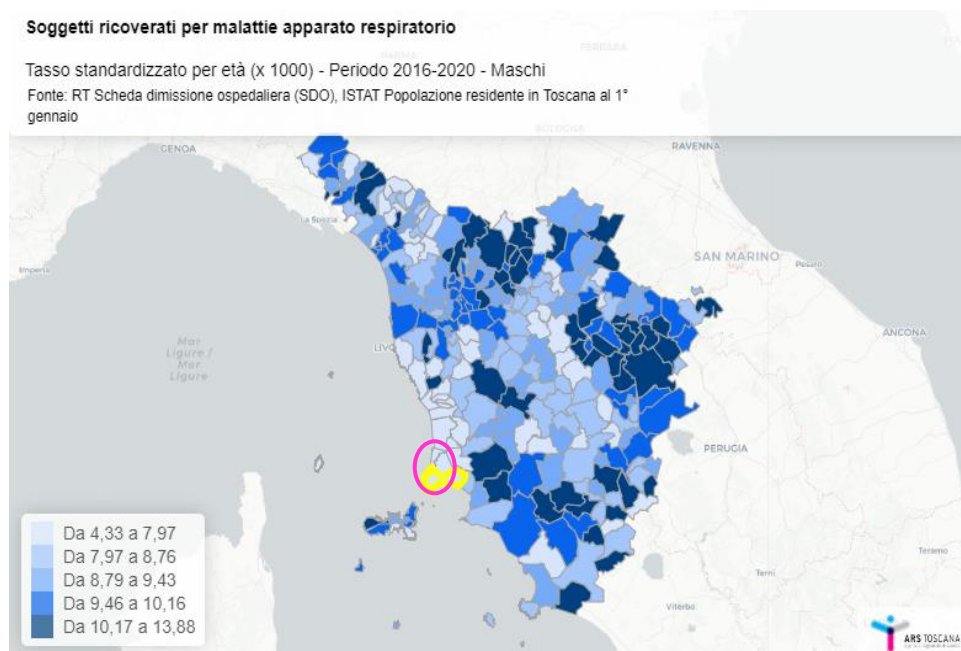 Soggetti ricoverati per malattie apparato respiratorio
Tasso standardizzato per età (x 1000) - Periodo 2016-2020 - Maschi
Fonte: RT Scheda dimissione ospedaliera (SDO), ISTAT Popolazione residente in Toscana al 1°
gennaio
PARMA
FERRARA
BOLOGNA
GENOA
RAVENNA
La Spezia
SAN MARINO
Pesaro
Imperia
ANCONA
Mar
Ligure /
Mer
Ligure
LIVO
PERUGIA
Da 4,33 a 7,97
Da 7,97 a 8,76
Da 8,79 a 9,43
Da 9,46 a 10,16
Da 10,17 a 13,88
Teramo
Terni
Viterbo
ARS TOSCANA